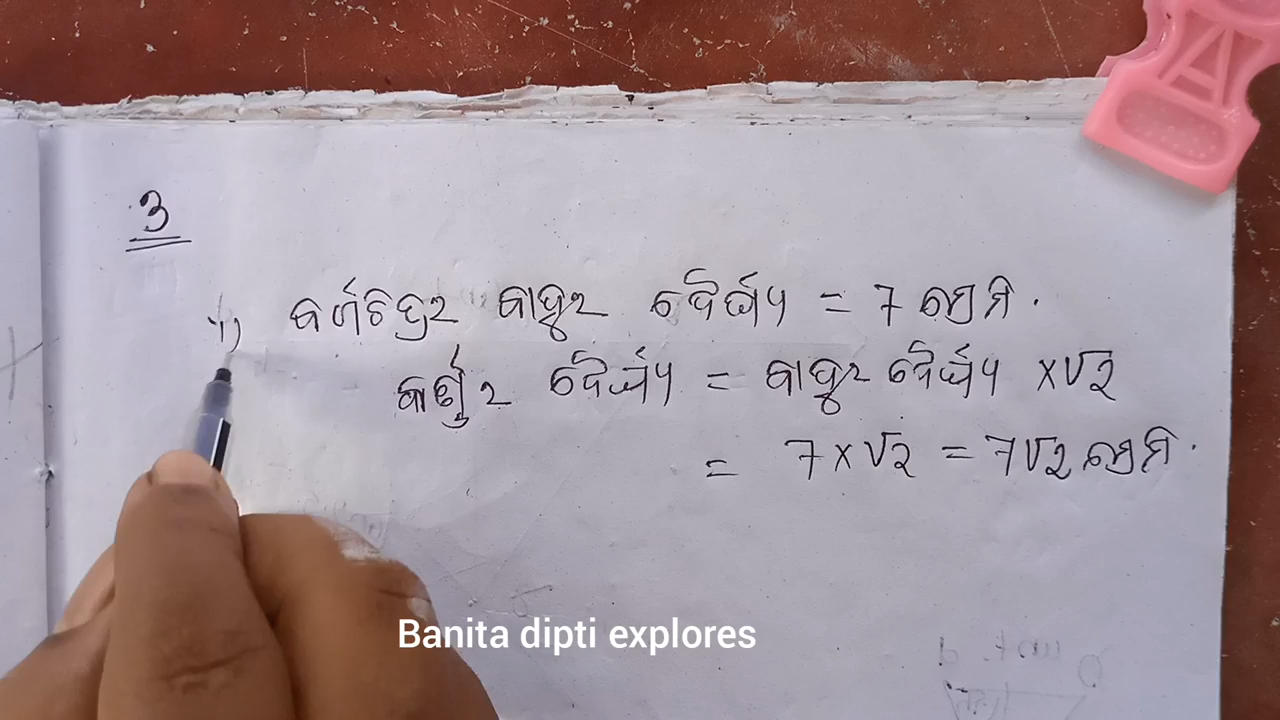 3
i) ବର୍ଗଚିତ୍ରର ବାହୁର ଦୈର୍ଘ୍ୟ = 7 ସେମି.
କର୍ଣ୍ଣର ଦୈର୍ଘ୍ୟ = ବାହୁର ଦୈର୍ଘ୍ୟ ×√2
= 7×√2 = 7√2 ସେମି.
Banita dipti explores